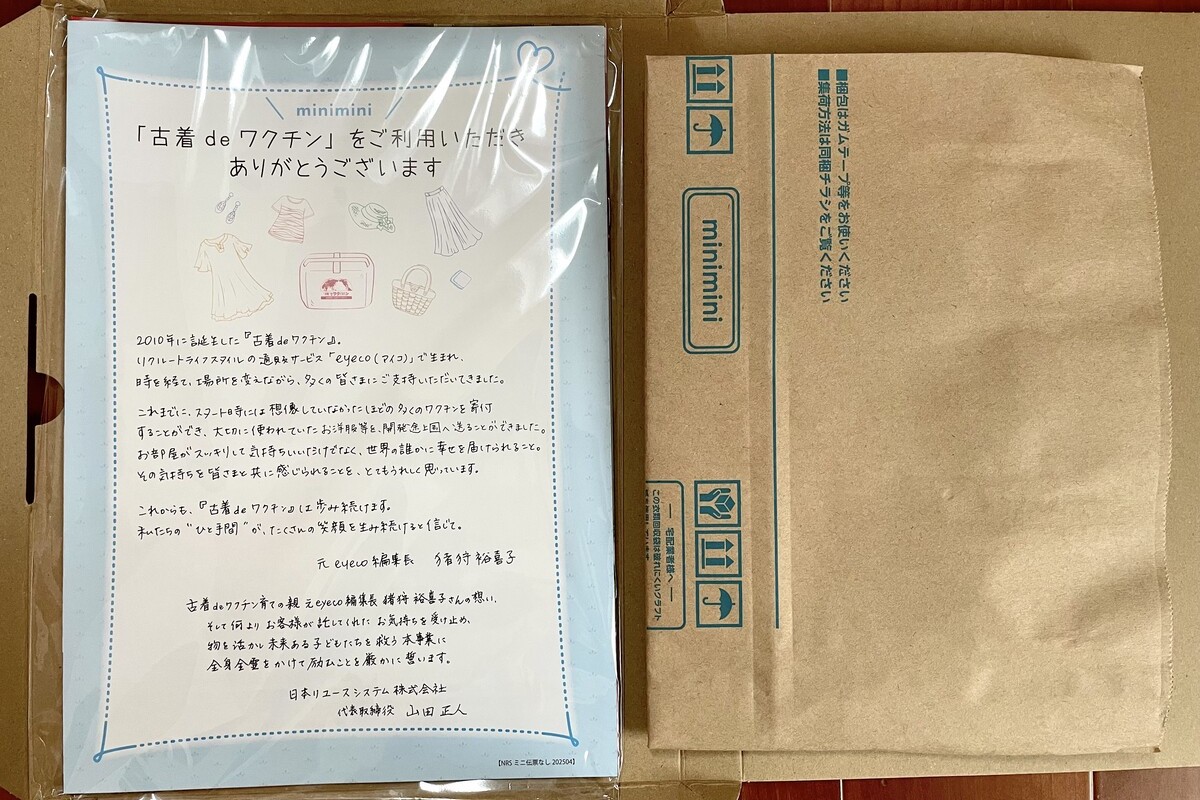 minimini
「古着 de ワクチン」をご利用いただき
ありがとうございます
2010年に誕生した『古着deワクチン』。
リクルートライフスタイルの通販サービス「eyeco(アイコ)」で生まれ、
時を経て、場所を変えながら、多くの皆さまにご支持いただいてきました。
これまでに、スタート時には想像していなかったほどの多くのワクチンを寄付
することができ、大切に使われていたお洋服等を、開発途上国へ送ることができました。
お部屋がスッキリして気持ちいいだけでなく、世界の誰かに幸せを届けられること。
その気持ちを皆さまと共に感じられることを、とてもうれしく思っています。
これからも、『古着deワクチン』は歩み続けます。
私たちの"ひと手間"が、たくさんの笑顔を生み続けると信じて。
元eyeco編集長 猪狩裕喜子
古着deワクチン育ての親 元eyeco編集長 猪狩裕喜子さんの想い、
そして何より お客様が託してくれた お気持ちを受け止め、
物を活かし 未来ある子どもたちを 救う 本事業に
全身全霊をかけて励むことを厳かに誓います。
日本リユースシステム株式会社
代表取締役 山田 正人
【NRS ミニ伝票なし 202504】
■梱包はガムテープ等をお使いください
■集荷方法は同梱チラシをご覧ください
minimini
宅配業者様へ
この衣類回収袋は破れにくいクラフト